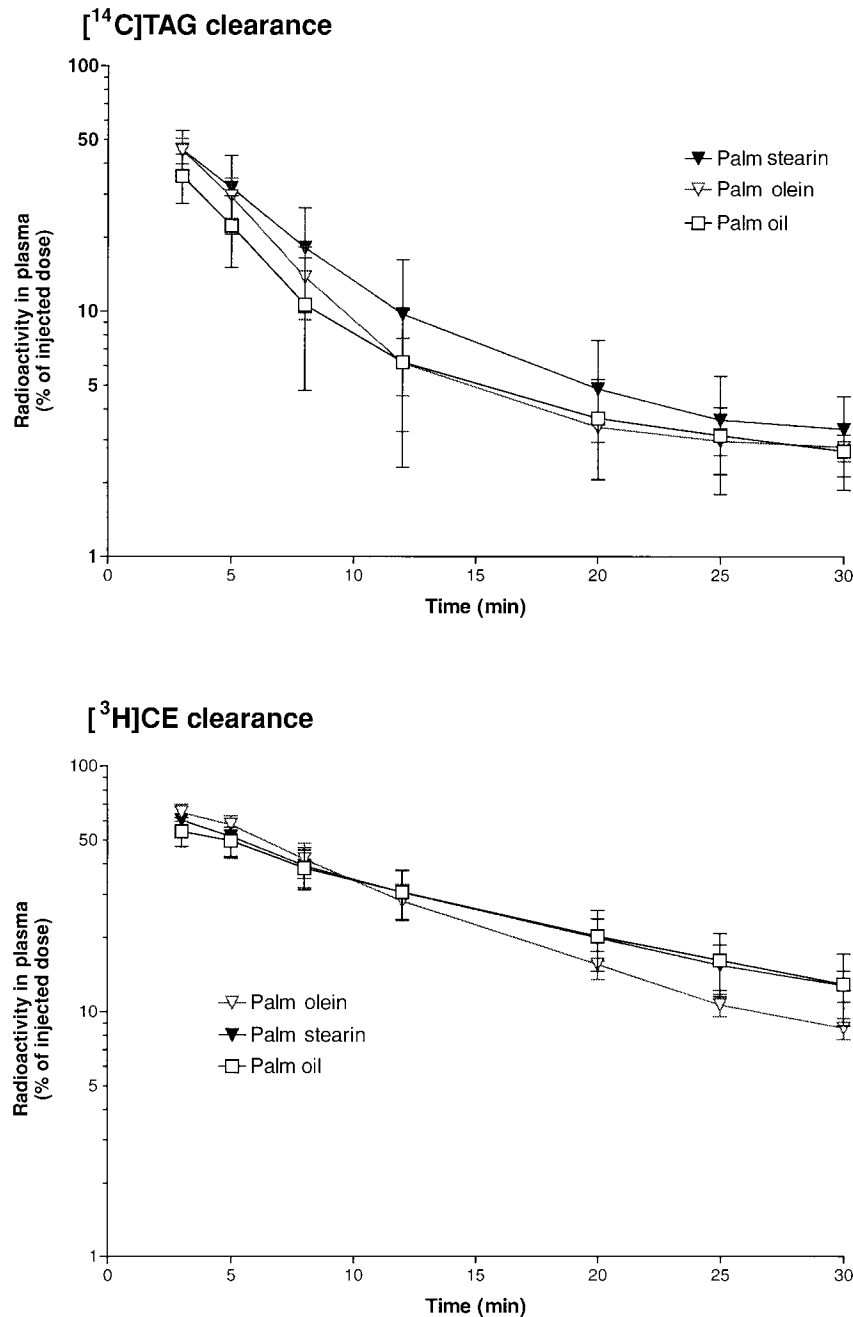 [¹⁴C]TAG clearance
100
50
10
5
1
Radioactivity in plasma
(% of injected dose)
Palm stearin
Palm olein
Palm oil
0 5 10 15 20 25 30
Time (min)
[³H]CE clearance
100
50
10
5
1
Radioactivity in plasma
(% of injected dose)
Palm olein
Palm stearin
Palm oil
0 5 10 15 20 25 30
Time (min)